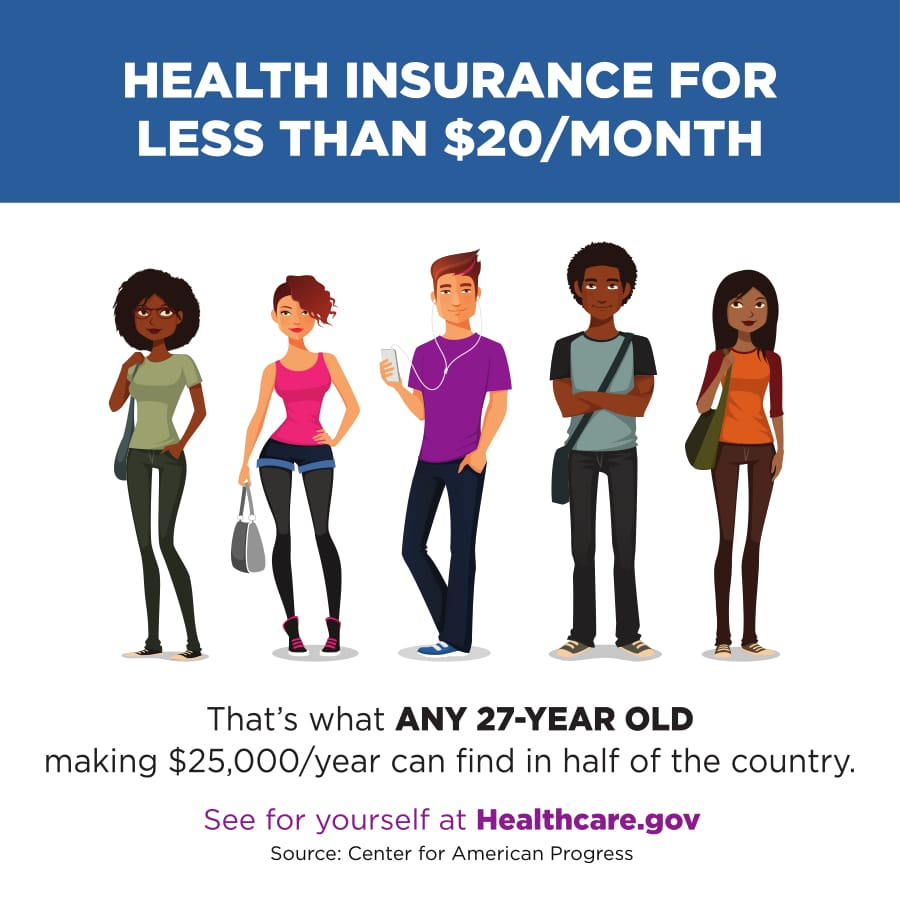 HEALTH INSURANCE FOR
LESS THAN $20/MONTH
That’s what ANY 27-YEAR OLD
making $25,000/year can find in half of the country.
See for yourself at Healthcare.gov
Source: Center for American Progress